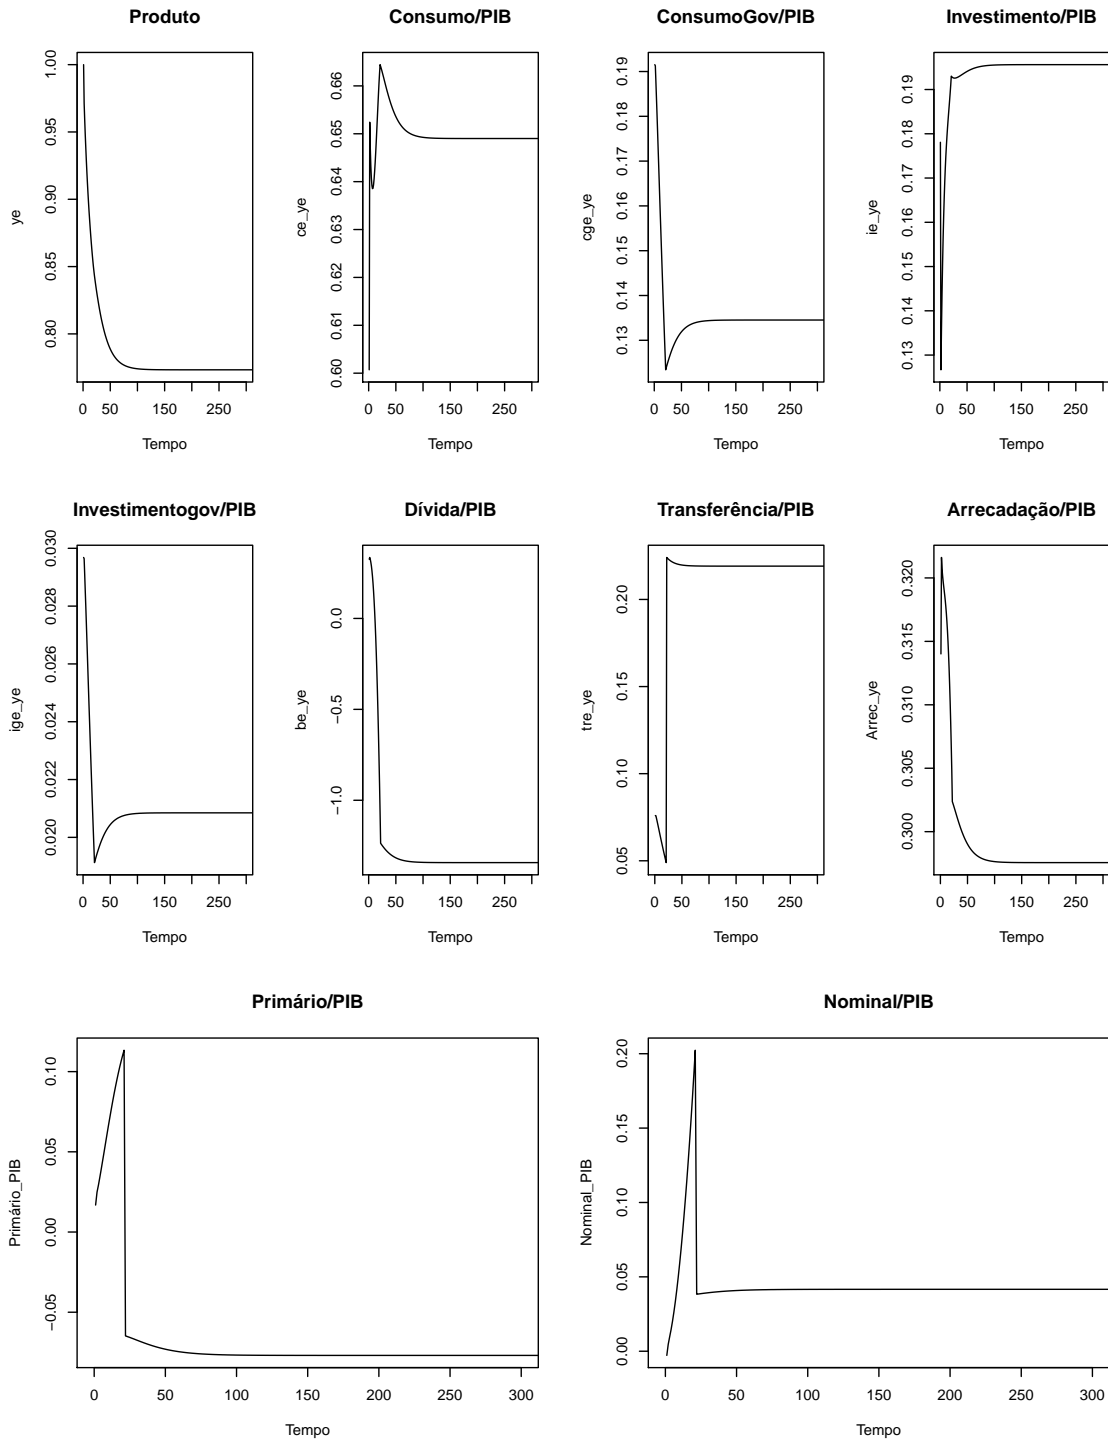 Produto
ye
1.00
0.95
0.90
0.85
0.80
0 50 150 250
Tempo
Consumo/PIB
ce_ye
0.66
0.65
0.64
0.63
0.62
0.61
0.60
0 50 150 250
Tempo
ConsumoGov/PIB
cge_ye
0.19
0.18
0.17
0.16
0.15
0.14
0.13
0 50 150 250
Tempo
Investimento/PIB
ie_ye
0.19
0.18
0.17
0.16
0.15
0.14
0.13
0 50 150 250
Tempo
Investimentogov/PIB
ige_ye
0.030
0.028
0.026
0.024
0.022
0.020
0 50 150 250
Tempo
Dívida/PIB
be_ye
0.0
−0.5
−1.0
0 50 150 250
Tempo
Transferência/PIB
tre_ye
0.20
0.15
0.10
0.05
0 50 150 250
Tempo
Arrecadação/PIB
Arrec_ye
0.320
0.315
0.310
0.305
0.300
0 50 150 250
Tempo
Primário/PIB
Primário_PIB
0.10
0.05
0.00
−0.05
0 50 100 150 200 250 300
Tempo
Nominal/PIB
Nominal_PIB
0.20
0.15
0.10
0.05
0.00
0 50 100 150 200 250 300
Tempo